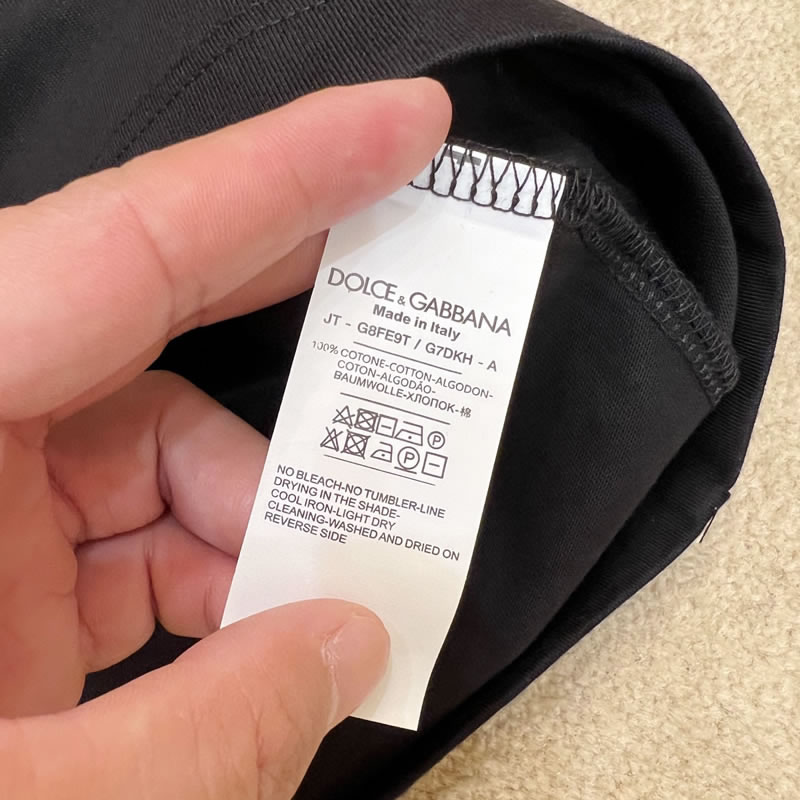 DOLCE & GABBANA
Made in Italy
JT - G8FE9T / G7DKH - A
100% COTONE-COTTON-ALGODON-
COTON-ALGODÃO-
BAUMWOLLE-ХЛОПОК-棉
P
P
NO BLEACH-NO TUMBLER-LINE
DRYING IN THE SHADE-
COOL IRON-LIGHT DRY
CLEANING-WASHED AND DRIED ON
REVERSE SIDE